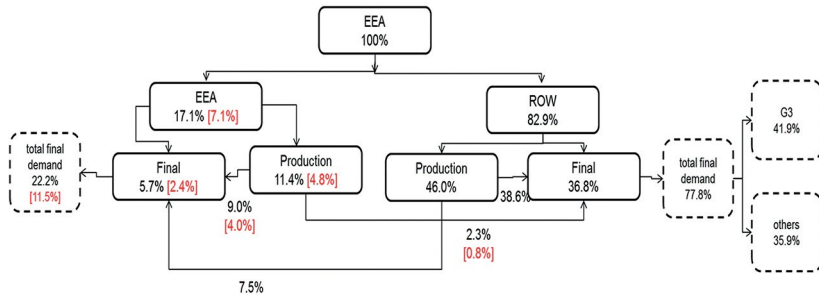 EEA
100%
EEA
17.1% [7.1%]
ROW
82.9%
G3
41.9%
total final
demand
22.2%
[11.5%]
Final
5.7% [2.4%]
Production
11.4% [4.8%]
Production
46.0%
Final
36.8%
total final
demand
77.8%
others
35.9%
9.0%
[4.0%]
38.6%
2.3%
[0.8%]
7.5%